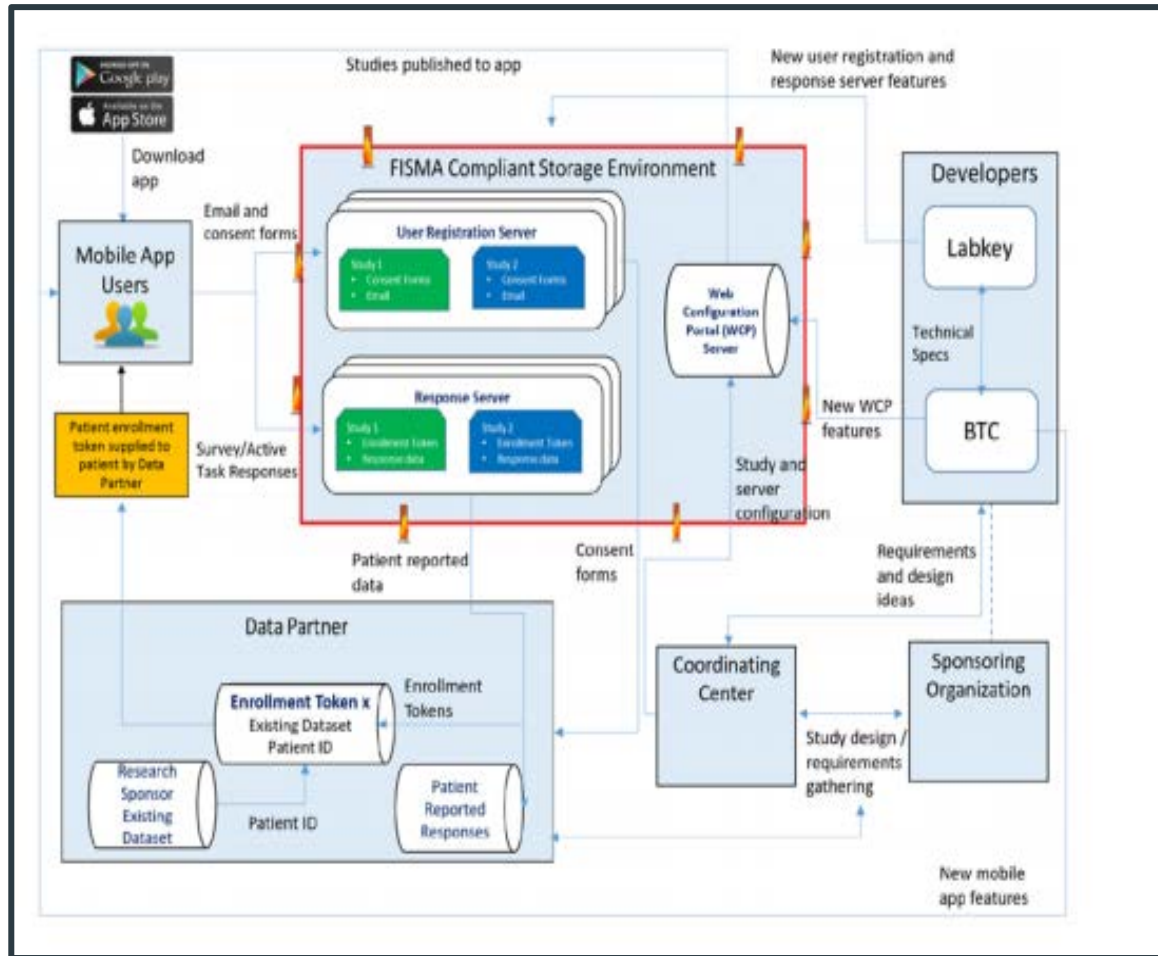 Google play
Available on the
App Store
Studies published to app
New user registration and
response server features
Download
app
Email and
consent forms
FISMA Compliant Storage Environment
Developers
Mobile App
Users
User Registration Server
Study 1
• Consent Forms
• Email
Study 2
• Consent Forms
• Email
Web
Configuration
Portal (WCP)
Server
Labkey
Technical
Specs
BTC
Response Server
Study 1
• Enrollment Token
• Response data
Study 2
• Enrollment Token
• Response data
New WCP
features
Patient enrollment
token supplied to
patient by Data
Partner
Survey/Active
Task Responses
Study and
server
configuration
Patient reported
data
Consent
forms
Requirements
and design
ideas
Data Partner
Enrollment Token x
Existing Dataset
Patient ID
Enrollment
Tokens
Coordinating
Center
Sponsoring
Organization
Study design /
requirements
gathering
Research
Sponsor
Existing
Dataset
Patient ID
Patient
Reported
Responses
New mobile
app features